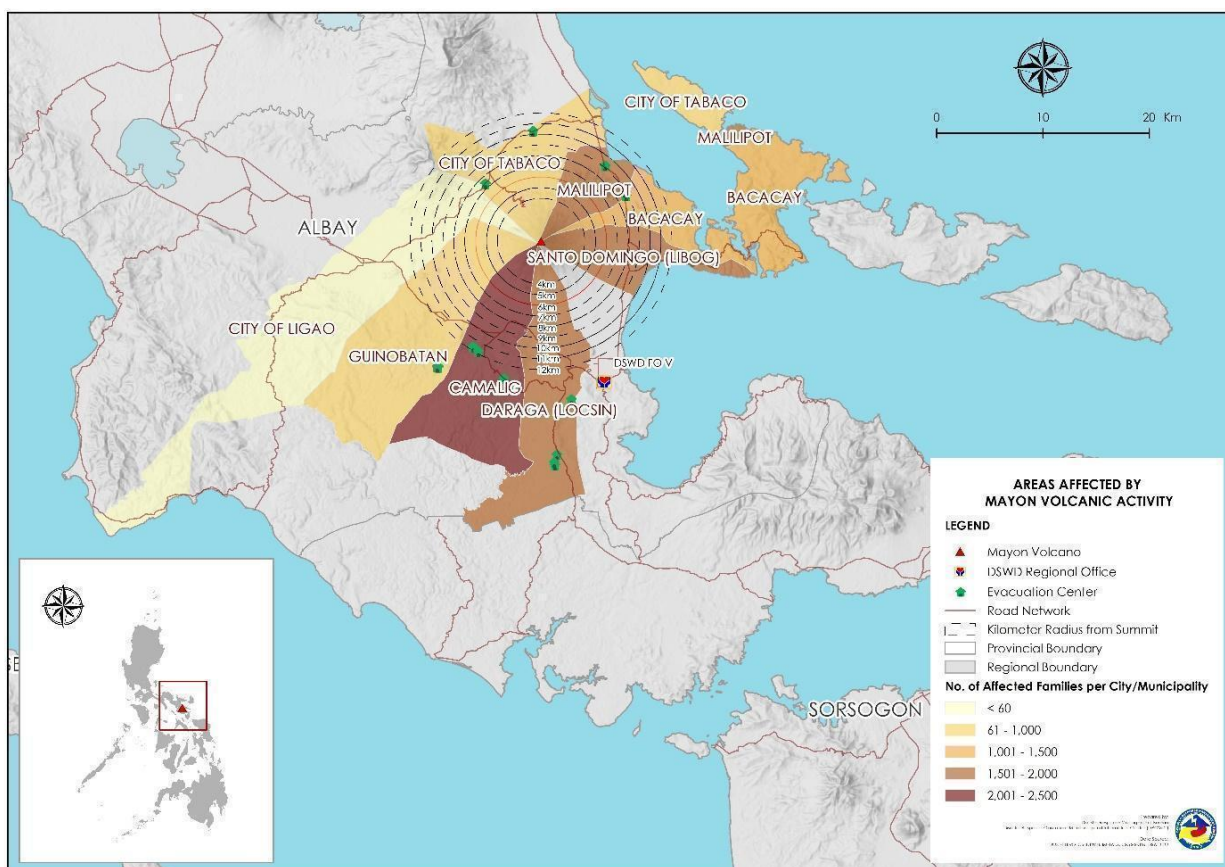 CITY OF TABACO
0 10 20 Km
MALILIPOT
CITY OF TABACO
MALILIPOT
BACACAY
BACACAY
ALBAY
SANTO DOMINGO (LIBOG)
4km
5km
6km
7km
8km
9km
10km
11km
12km
CITY OF LIGAO
GUINOBATAN
DSWD FO V
CAMALIG
DARAGA (LOCSIN)
SORSOGON
AREAS AFFECTED BY
MAYON VOLCANIC ACTIVITY
LEGEND
Mayon Volcano
DSWD Regional Office
Evacuation Center
Road Network
Kilometer Radius from Summit
Provincial Boundary
Regional Boundary
No. of Affected Families per City/Municipality
< 60
61 - 1,000
1,001 - 1,500
1,501 - 2,000
2,001 - 2,500